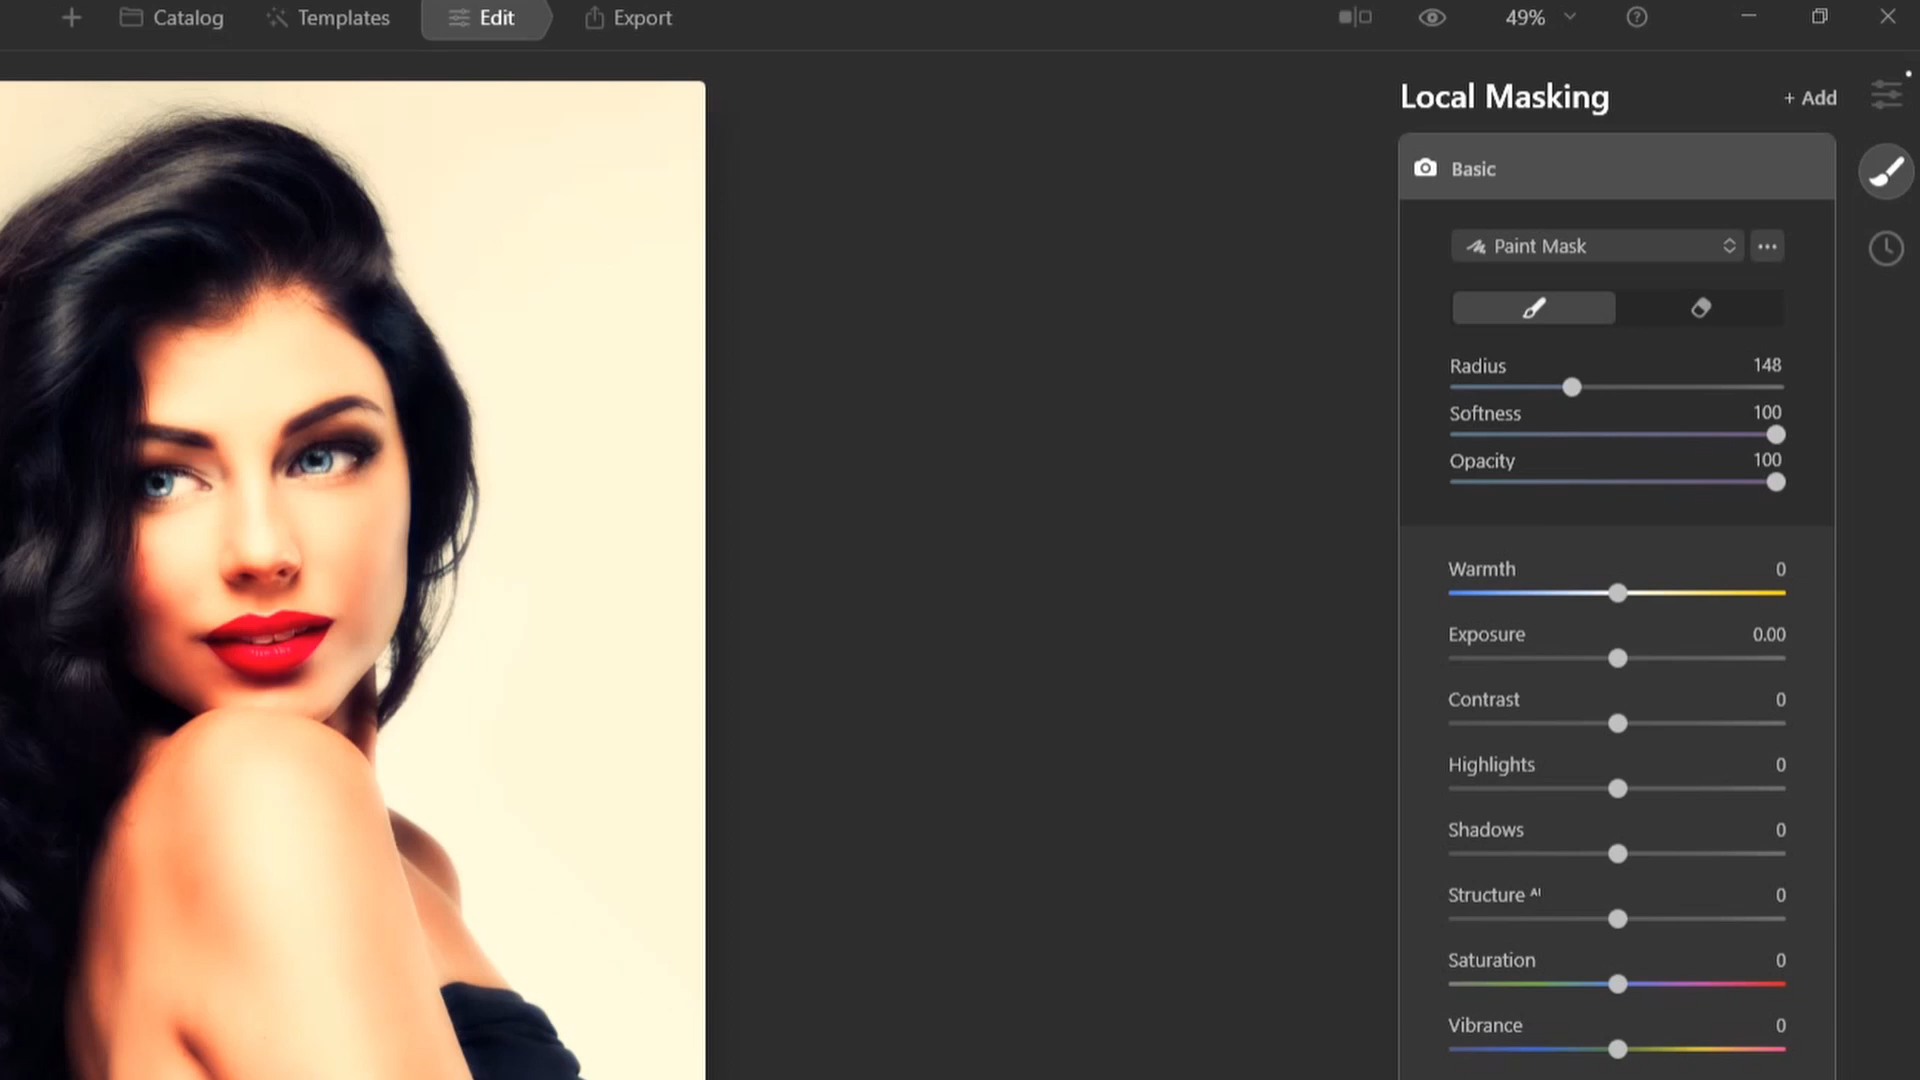 Catalog
Templates
Edit
Export
49%
Local Masking
+ Add
Basic
Paint Mask
Radius 148
Softness 100
Opacity 100
Warmth 0
Exposure 0.00
Contrast 0
Highlights 0
Shadows 0
Structure AI 0
Saturation 0
Vibrance 0